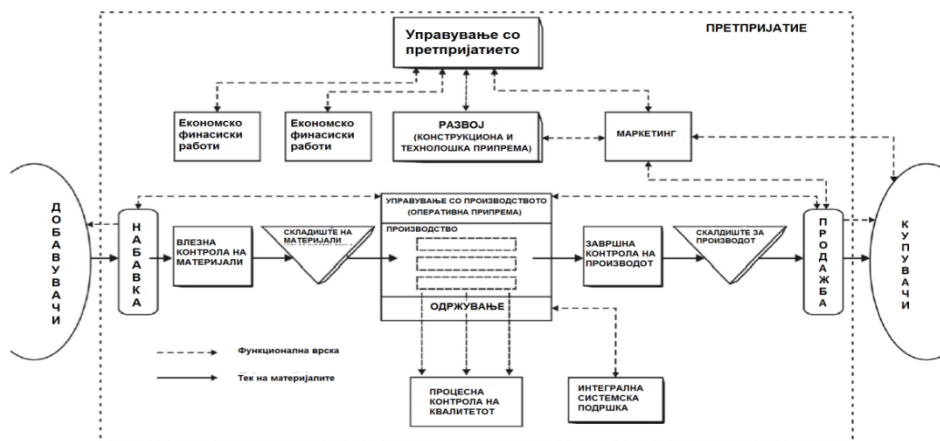 ПРЕТПРИЈАТИЕ
Управување со
претпријатието
Економско
финасиски
работи
Економско
финасиски
работи
РАЗВОЈ
(КОНСТРУКЦИОНА И
ТЕХНОЛОШКА ПРИПРЕМА)
МАРКЕТИНГ
ДОБАВУВАЧИ
НАБАВКА
ВЛЕЗНА
КОНТРОЛА НА
МАТЕРИЈАЛИ
СКЛАДИШТЕ НА
МАТЕРИЈАЛИ
УПРАВУВАЊЕ СО ПРОИЗВОДСТВОТО
(ОПЕРАТИВНА ПРИПРЕМА)
ПРОИЗВОДСТВО
ОДРЖУВАЊЕ
ЗАВРШНА
КОНТРОЛА НА
ПРОИЗВОДОТ
СКАЛДИШТЕ ЗА
ПРОИЗВОДОТ
ПРОДАЖБА
КУПУВАЧИ
Функционална врска
Тек на материјалите
ПРОЦЕСНА
КОНТРОЛА НА
КВАЛИТЕТОТ
ИНТЕГРАЛНА
СИСТЕМСКА
ПОДРШКА